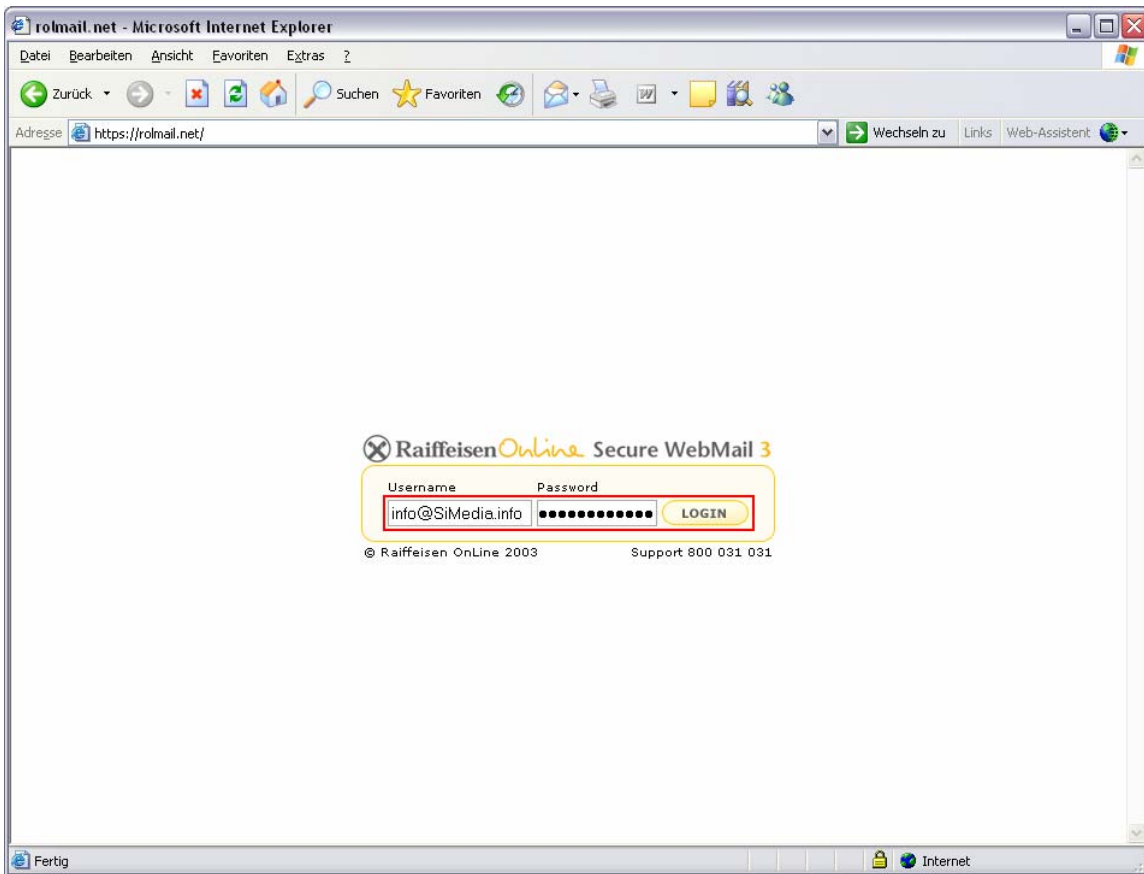 rolmail.net - Microsoft Internet Explorer
Datei Bearbeiten Ansicht Favoriten Extras ?
Zurück Suchen Favoriten W
Adresse https://rolmail.net/ Wechseln zu Links Web-Assistent
Raiffeisen OnLine Secure WebMail 3
Username Password
info@SiMedia.info ●●●●●●●●●●●● LOGIN
© Raiffeisen OnLine 2003 Support 800 031 031
Fertig Internet